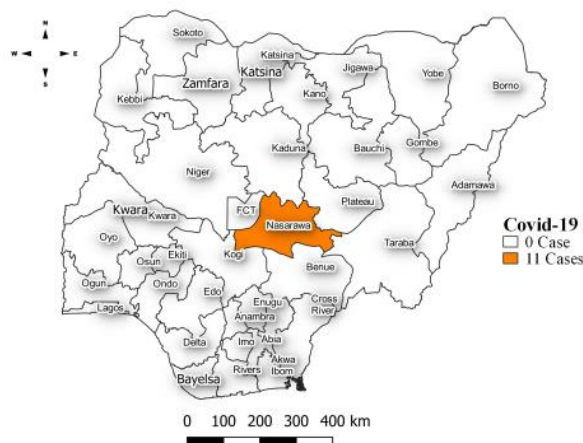 N
W E
S
Sokoto
Katsina
Katsina
Jigawa
Yobe
Borno
Zamfara
Kano
Kebbi
Kaduna
Bauchi
Gombe
Niger
Adamawa
FCT
Plateau
Nasarawa
Kwara
Kwara
Taraba
Oyo
Ekiti
Kogi
Osun
Benue
Ogun
Ondo
Edo
Enugu
Cross
River
Lagos
Anambra
Delta
Imo
Abia
Akwa
Ibom
Rivers
Bayelsa
Covid-19
0 Case
11 Cases
0 100 200 300 400 km